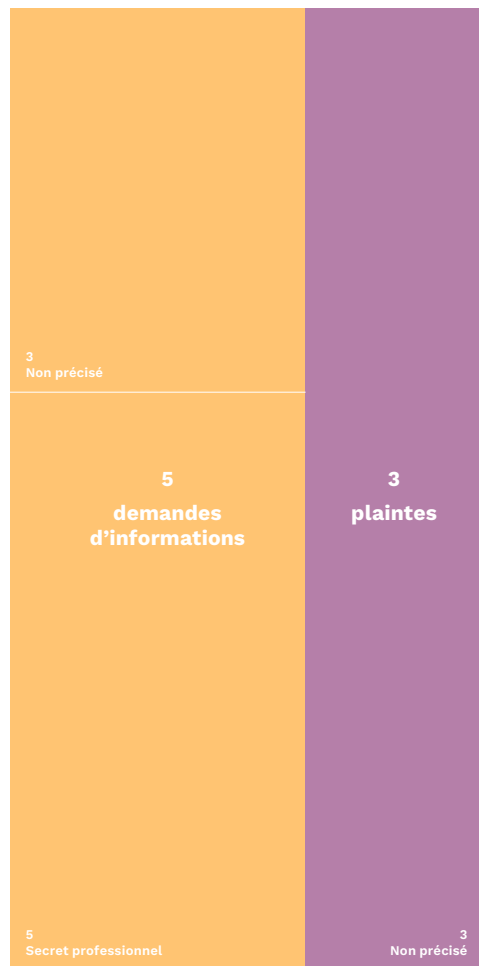 3
Non précisé
5
demandes
d’informations
3
plaintes
5
Secret professionnel
3
Non précisé